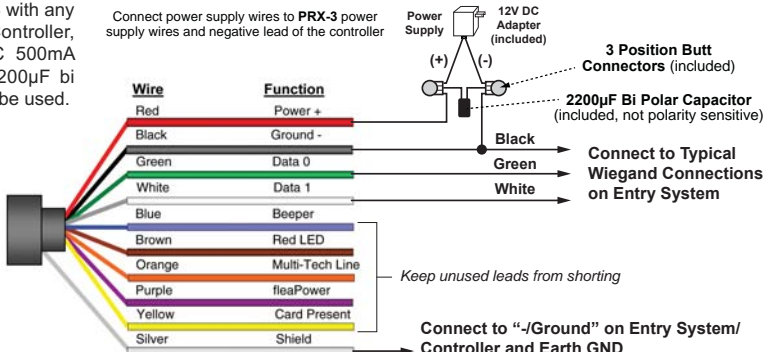 with any
Controller,
C 500mA
200µF bi
be used.
Connect power supply wires to PRX-3 power
supply wires and negative lead of the controller
Power
Supply
12V DC
Adapter
(included)
(+)
(-)
3 Position Butt
Connectors (included)
2200µF Bi Polar Capacitor
(included, not polarity sensitive)
Wire Function
Red Power +
Black Ground -
Green Data 0
White Data 1
Blue Beeper
Brown Red LED
Orange Multi-Tech Line
Purple fleaPower
Yellow Card Present
Silver Shield
Black
Green
White
Connect to Typical
Wiegand Connections
on Entry System
Keep unused leads from shorting
Connect to “-/Ground” on Entry System/
Controller and Earth GND